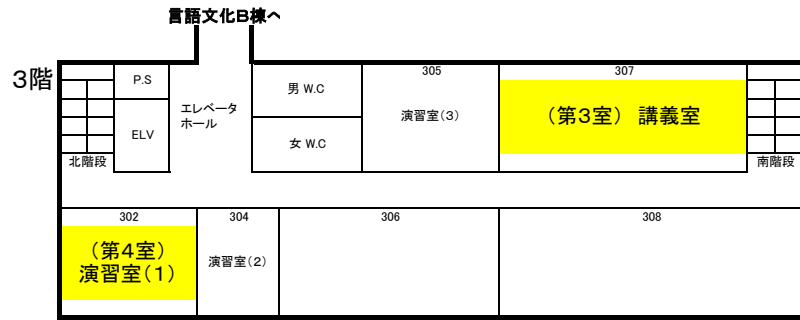 言語文化B棟へ
3階
P.S
ELV
エレベータ
ホール
男 W.C
女 W.C
305
演習室(3)
307
(第3室) 講義室
北階段
南階段
302
(第4室)
演習室(1)
304
演習室(2)
306
308